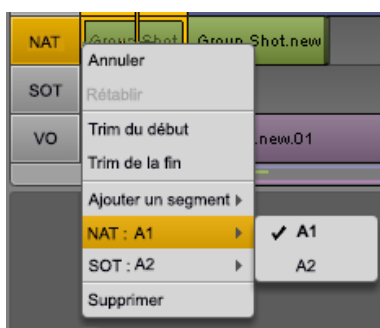 NAT
Group Shot
Group Shot.new
Annuler
SOT
Rétablir
VO
Trim du début
.new.01
Trim de la fin
Ajouter un segment
NAT : A1
A1
SOT : A2
A2
Supprimer